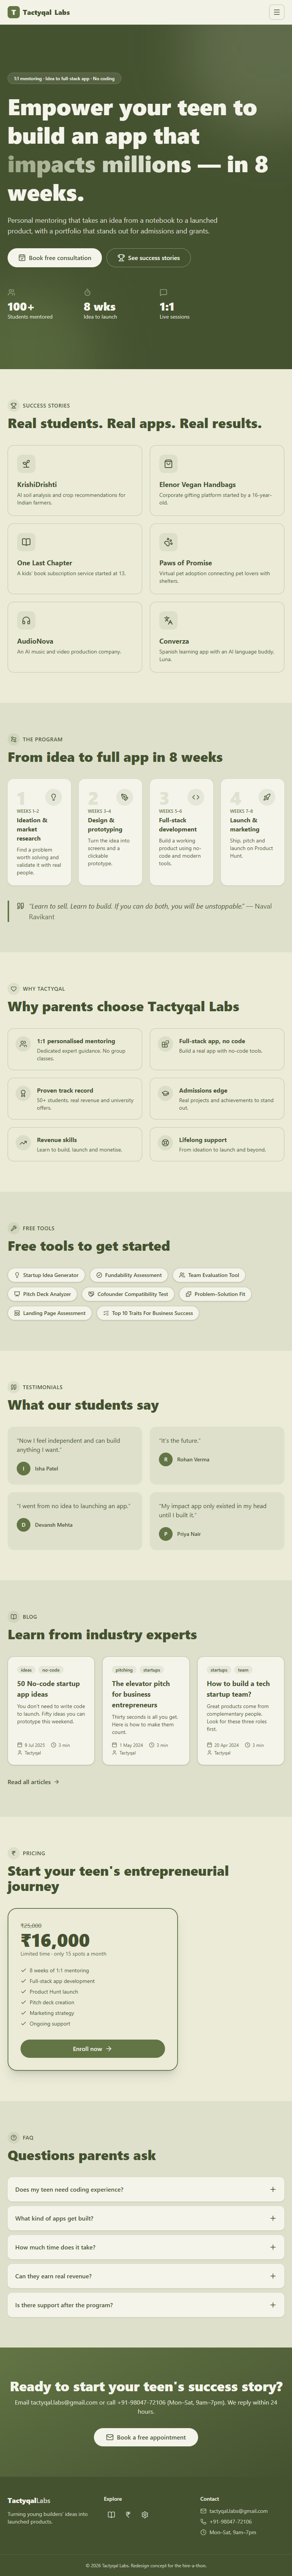 T Tactyqal Labs
1:1 mentoring · Idea to full-stack app · No coding
Empower your teen to
build an app that
impacts millions — in 8
weeks.
Personal mentoring that takes an idea from a notebook to a launched
product, with a portfolio that stands out for admissions and grants.
Book free consultation
See success stories
100+
Students mentored
8 wks
Idea to launch
1:1
Live sessions
SUCCESS STORIES
Real students. Real apps. Real results.
KrishiDrishti
AI soil analysis and crop recommendations for
Indian farmers.
Elenor Vegan Handbags
Corporate gifting platform started by a 16-year-
old.
One Last Chapter
A kids' book subscription service started at 13.
Paws of Promise
Virtual pet adoption connecting pet lovers with
shelters.
AudioNova
An AI music and video production company.
Converza
Spanish learning app with an AI language buddy,
Luna.
THE PROGRAM
From idea to full app in 8 weeks
1
WEEKS 1–2
Ideation &
market
research
Find a problem
worth solving and
validate it with real
people.
2
WEEKS 3–4
Design &
prototyping
Turn the idea into
screens and a
clickable
prototype.
3
WEEKS 5–6
Full-stack
development
Build a working
product using no-
code and modern
tools.
4
WEEKS 7–8
Launch &
marketing
Ship, pitch and
launch on Product
Hunt.
"Learn to sell. Learn to build. If you can do both, you will be unstoppable." — Naval
Ravikant
WHY TACTYQAL
Why parents choose Tactyqal Labs
1:1 personalised mentoring
Dedicated expert guidance. No group
classes.
Full-stack app, no code
Build a real app with no-code tools.
Proven track record
50+ students, real revenue and university
offers.
Admissions edge
Real projects and achievements to stand
out.
Revenue skills
Learn to build, launch and monetise.
Lifelong support
From ideation to launch and beyond.
FREE TOOLS
Free tools to get started
Startup Idea Generator
Fundability Assessment
Team Evaluation Tool
Pitch Deck Analyzer
Cofounder Compatibility Test
Problem-Solution Fit
Landing Page Assessment
Top 10 Traits For Business Success
TESTIMONIALS
What our students say
"Now I feel independent and can build
anything I want."
I Isha Patel
"It's the future."
R Rohan Verma
"I went from no idea to launching an app."
D Devansh Mehta
"My impact app only existed in my head
until I built it."
P Priya Nair
BLOG
Learn from industry experts
ideas no-code
50 No-code startup
app ideas
You don't need to write code
to launch. Fifty ideas you can
prototype this weekend.
9 Jul 2025 3 min
Tactyqal
pitching startups
The elevator pitch
for business
entrepreneurs
Thirty seconds is all you get.
Here is how to make them
count.
1 May 2024 3 min
Tactyqal
startups team
How to build a tech
startup team?
Great products come from
complementary people.
Look for these three roles
first.
20 Apr 2024 3 min
Tactyqal
Read all articles
₹ PRICING
Start your teen's entrepreneurial
journey
₹25,000
₹16,000
Limited time · only 15 spots a month
8 weeks of 1:1 mentoring
Full-stack app development
Product Hunt launch
Pitch deck creation
Marketing strategy
Ongoing support
Enroll now
FAQ
Questions parents ask
Does my teen need coding experience?
What kind of apps get built?
How much time does it take?
Can they earn real revenue?
Is there support after the program?
Ready to start your teen's success story?
Email tactyqal.labs@gmail.com or call +91-98047-72106 (Mon–Sat, 9am–7pm). We reply within 24
hours.
Book a free appointment
TactyqalLabs
Turning young builders' ideas into
launched products.
Explore
₹
Contact
tactyqal.labs@gmail.com
+91-98047-72106
Mon–Sat, 9am–7pm
© 2026 Tactyqal Labs. Redesign concept for the hire-a-thon.